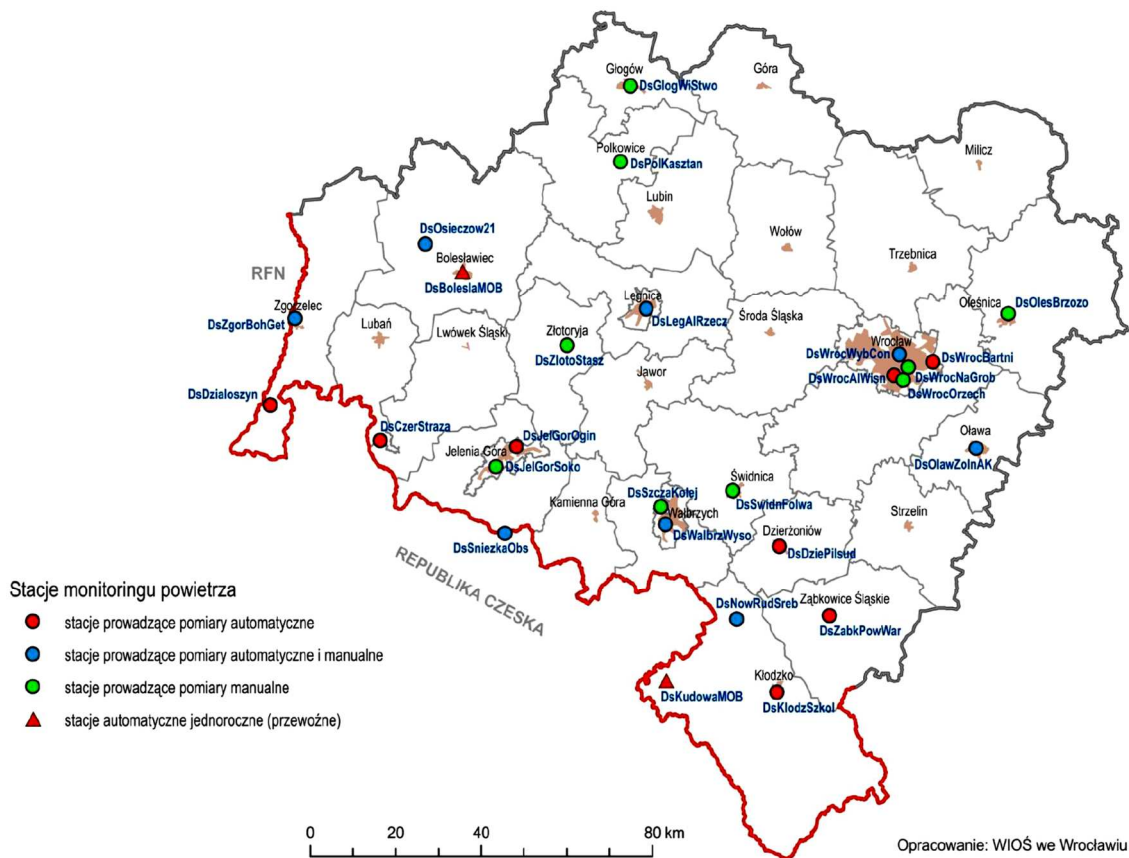 Głogów
DsGlogWiStwo
Góra
Polkowice
DsPolKasztan
Milicz
Lubin
DsOsieczow21
Wołów
Bolesławiec
Trzebnica
RFN
DsBolesiaMOB
Zgorzelec
Legnica
Oleśnica
DsOlesBrzozo
DsZgorBohGet
Lubań
Lwówek Śląski
Złotoryja
DsLegAlRzecz
Środa Śląska
Wrocław
DsZlotoStasz
DsWrocWybCon
DsWrocBartni
Jawor
DsWrocAlWisn
DsWrocNaGrob
DsWrocOrzech
DsDzialoszyn
DsCzerStraza
DsJelGorOgin
Oława
Jelenia Góra
DsJelGorSoko
DsOlawZolnAK
Świdnica
DsSzczaKolej
DsSwidnFolwa
Kamienna Góra
Wałbrzych
Strzelin
DsWalbrzWyso
Dzierżoniów
DsSniezkaObs
DsDziePilsud
REPUBLIKA CZESKA
Stacje monitoringu powietrza
Ząbkowice Śląskie
DsNowRudSreb
stacje prowadzące pomiary automatyczne
DsZabkPowWar
stacje prowadzące pomiary automatyczne i manualne
Kłodzko
stacje prowadzące pomiary manualne
DsKudowaMOB
DsKlodzSzkol
stacje automatyczne jednoroczne (przewoźne)
0 20 40 80 km
Opracowanie: WIOŚ we Wrocławiu